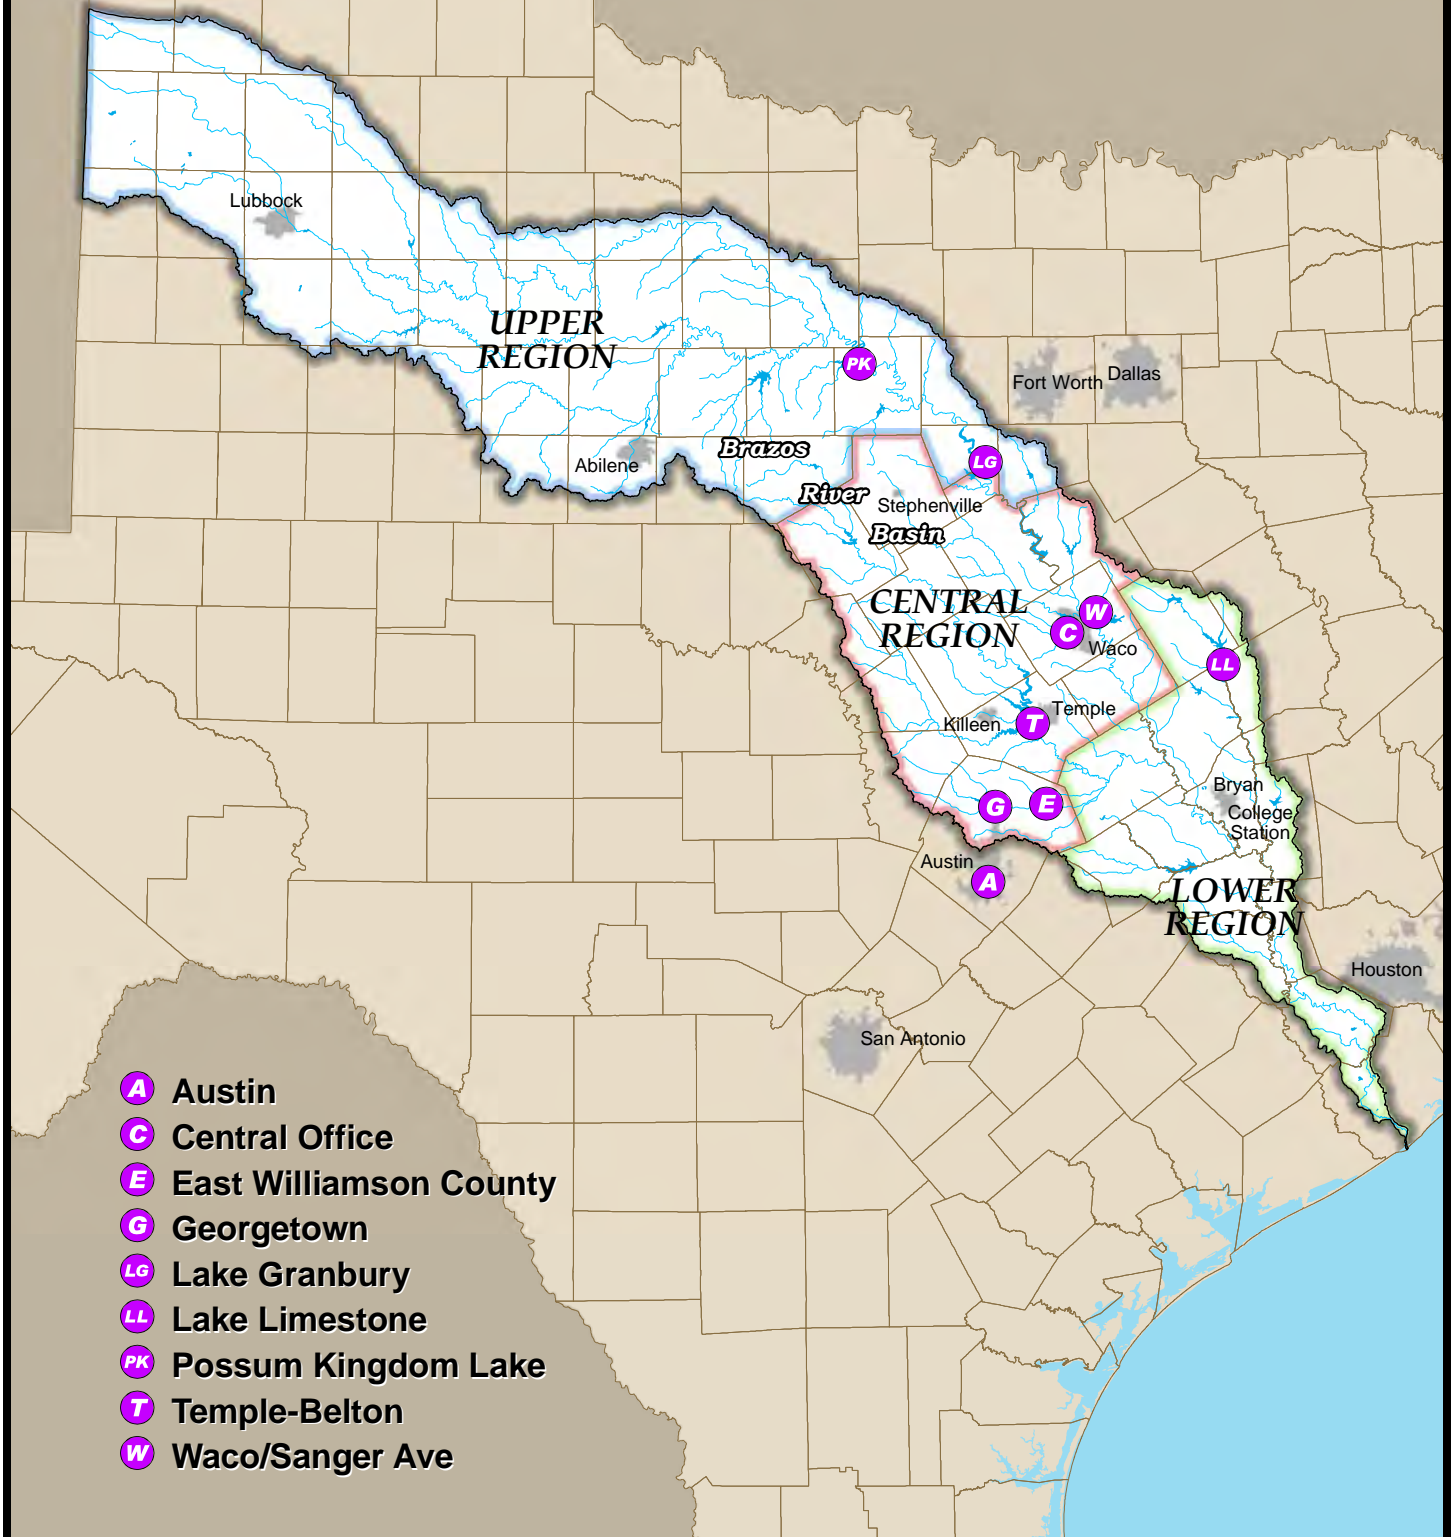 Lubbock
UPPER
REGION
PK
Fort Worth
Dallas
Abilene
Brazos
River
Basin
LG
Stephenville
CENTRAL
REGION
W
C
Waco
LL
Killeen
T
Temple
G
E
Bryan
College
Station
Austin
A
LOWER
REGION
Houston
San Antonio
A Austin
C Central Office
E East Williamson County
G Georgetown
LG Lake Granbury
LL Lake Limestone
PK Possum Kingdom Lake
T Temple-Belton
W Waco/Sanger Ave